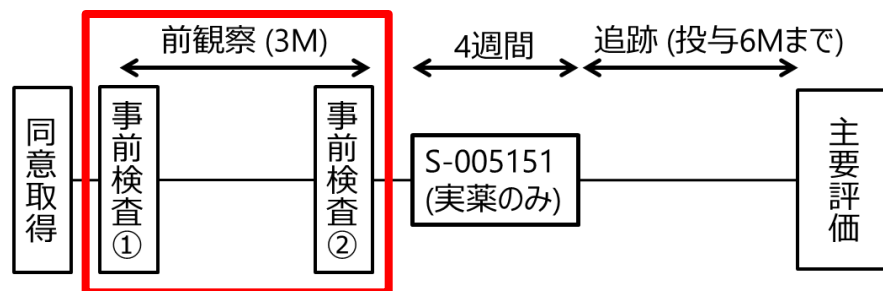 前観察 (3M)
4週間
追跡 (投与6Mまで)
同意取得
事前検査①
事前検査②
S-005151
(実薬のみ)
主要評価